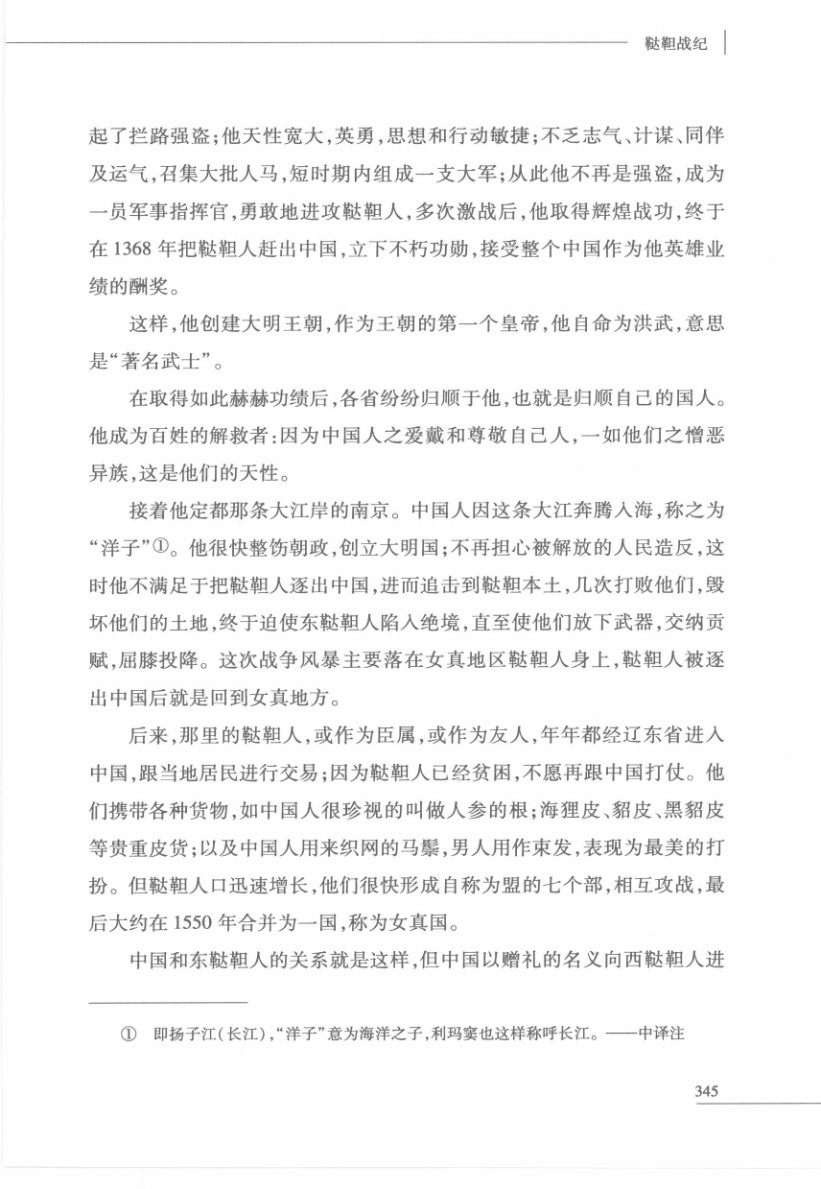 鞑靼战纪
起了拦路强盗;他天性宽大,英勇,思想和行动敏捷;不乏志气、计谋、同伴
及运气,召集大批人马,短时期内组成一支大军;从此他不再是强盗,成为
一员军事指挥官,勇敢地进攻鞑靼人,多次激战后,他取得辉煌战功,终于
在 1368 年把鞑靼人赶出中国,立下不朽功勋,接受整个中国作为他英雄业
绩的酬奖。
这样,他创建大明王朝,作为王朝的第一个皇帝,他自命为洪武,意思
是“著名武士”。
在取得如此赫赫功绩后,各省纷纷归顺于他,也就是归顺自己的国人。
他成为百姓的解救者:因为中国人之爱戴和尊敬自己人,一如他们之憎恶
异族,这是他们的天性。
接着他定都那条大江岸的南京。中国人因这条大江奔腾入海,称之为
“洋子”①。他很快整饬朝政,创立大明国;不再担心被解放的人民造反,这
时他不满足于把鞑靼人逐出中国,进而追击到鞑靼本土,几次打败他们,毁
坏他们的土地,终于迫使东鞑靼人陷入绝境,直至使他们放下武器,交纳贡
赋,屈膝投降。这次战争风暴主要落在女真地区鞑靼人身上,鞑靼人被逐
出中国后就是回到女真地方。
后来,那里的鞑靼人,或作为臣属,或作为友人,年年都经辽东省进入
中国,跟当地居民进行交易;因为鞑靼人已经贫困,不愿再跟中国打仗。他
们携带各种货物,如中国人很珍视的叫做人参的根;海狸皮、貂皮、黑貂皮
等贵重皮货;以及中国人用来织网的马鬃,男人用作束发,表现为最美的打
扮。但鞑靼人口迅速增长,他们很快形成自称为盟的七个部,相互攻战,最
后大约在 1550 年合并为一国,称为女真国。
中国和东鞑靼人的关系就是这样,但中国以赠礼的名义向西鞑靼人进
① 即扬子江(长江),“洋子”意为海洋之子,利玛窦也这样称呼长江。——中译注
345